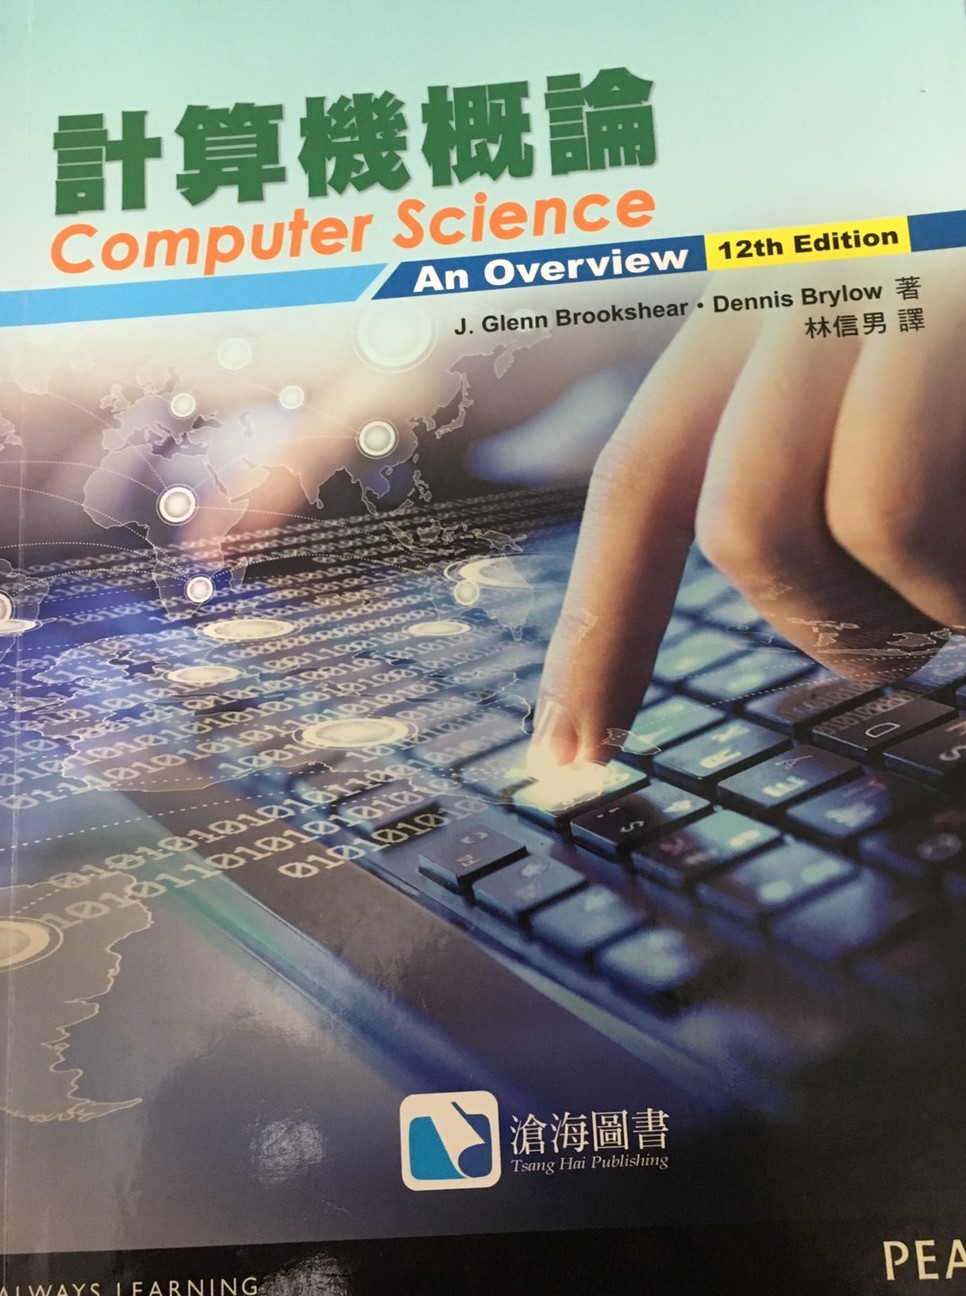 計算機概論
Computer Science
An Overview 12th Edition
J. Glenn Brookshear · Dennis Brylow 著
林信男 譯
滄海圖書
Tsang Hai Publishing
ALWAYS LEARNING
PEA